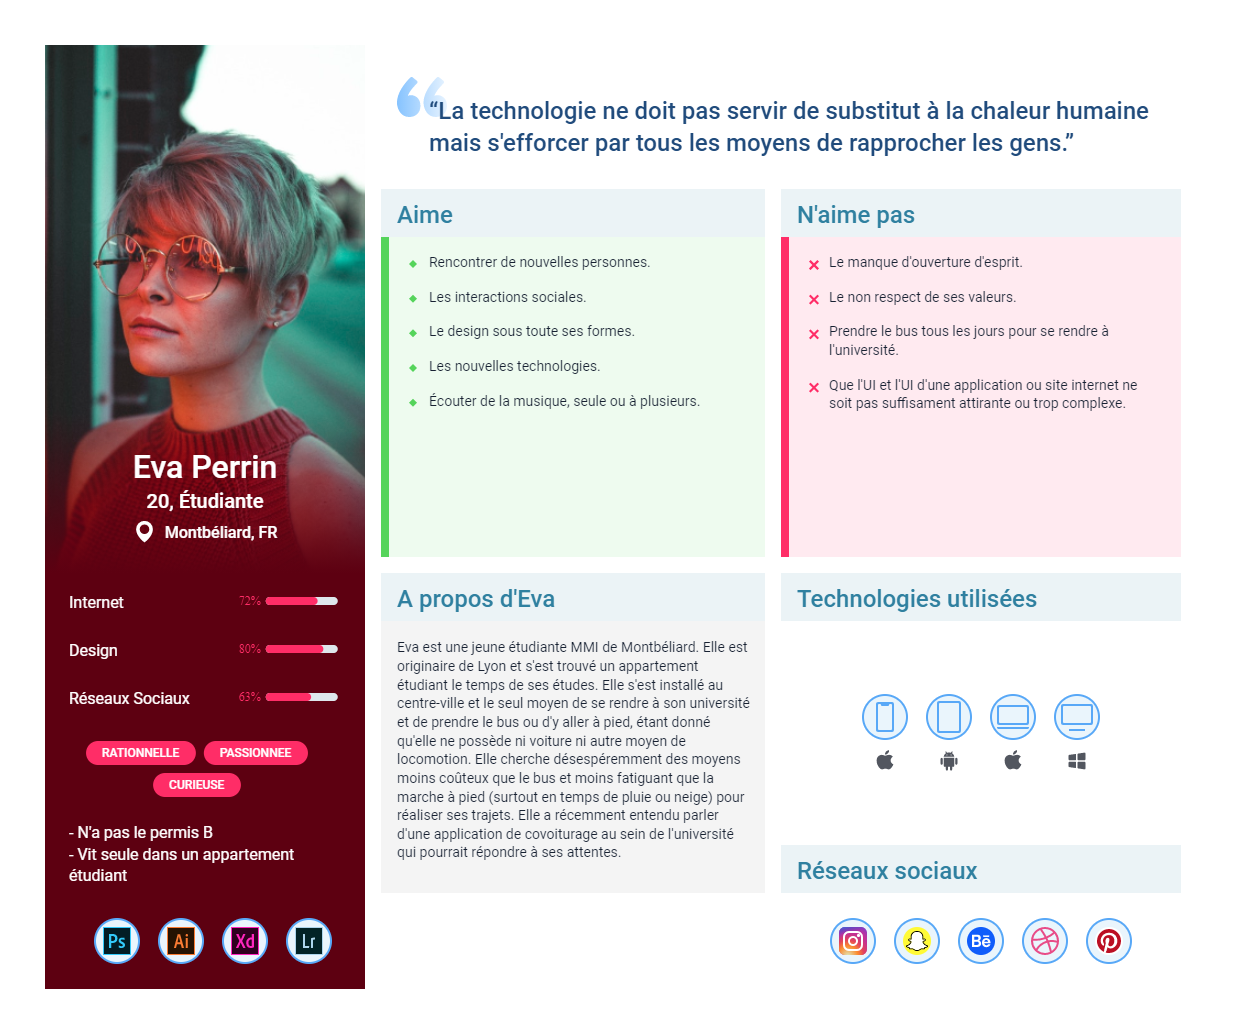 “La technologie ne doit pas servir de substitut à la chaleur humaine
mais s'efforcer par tous les moyens de rapprocher les gens.”
Aime
Rencontrer de nouvelles personnes.
Les interactions sociales.
Le design sous toute ses formes.
Les nouvelles technologies.
Écouter de la musique, seule ou à plusieurs.
N'aime pas
Le manque d'ouverture d'esprit.
Le non respect de ses valeurs.
Prendre le bus tous les jours pour se rendre à
l'université.
Que l'UI et l'UI d'une application ou site internet ne
soit pas suffisament attirante ou trop complexe.
Eva Perrin
20, Étudiante
Montbéliard, FR
Internet 72%
Design 80%
Réseaux Sociaux 63%
RATIONNELLE PASSIONNEE
CURIEUSE
- N'a pas le permis B
- Vit seule dans un appartement
étudiant
Ps Ai Xd Lr
A propos d'Eva
Eva est une jeune étudiante MMI de Montbéliard. Elle est
originaire de Lyon et s'est trouvé un appartement
étudiant le temps de ses études. Elle s'est installé au
centre-ville et le seul moyen de se rendre à son université
et de prendre le bus ou d'y aller à pied, étant donné
qu'elle ne possède ni voiture ni autre moyen de
locomotion. Elle cherche désespéremment des moyens
moins coûteux que le bus et moins fatiguant que la
marche à pied (surtout en temps de pluie ou neige) pour
réaliser ses trajets. Elle a récemment entendu parler
d'une application de covoiturage au sein de l'université
qui pourrait répondre à ses attentes.
Technologies utilisées
Réseaux sociaux
Bē